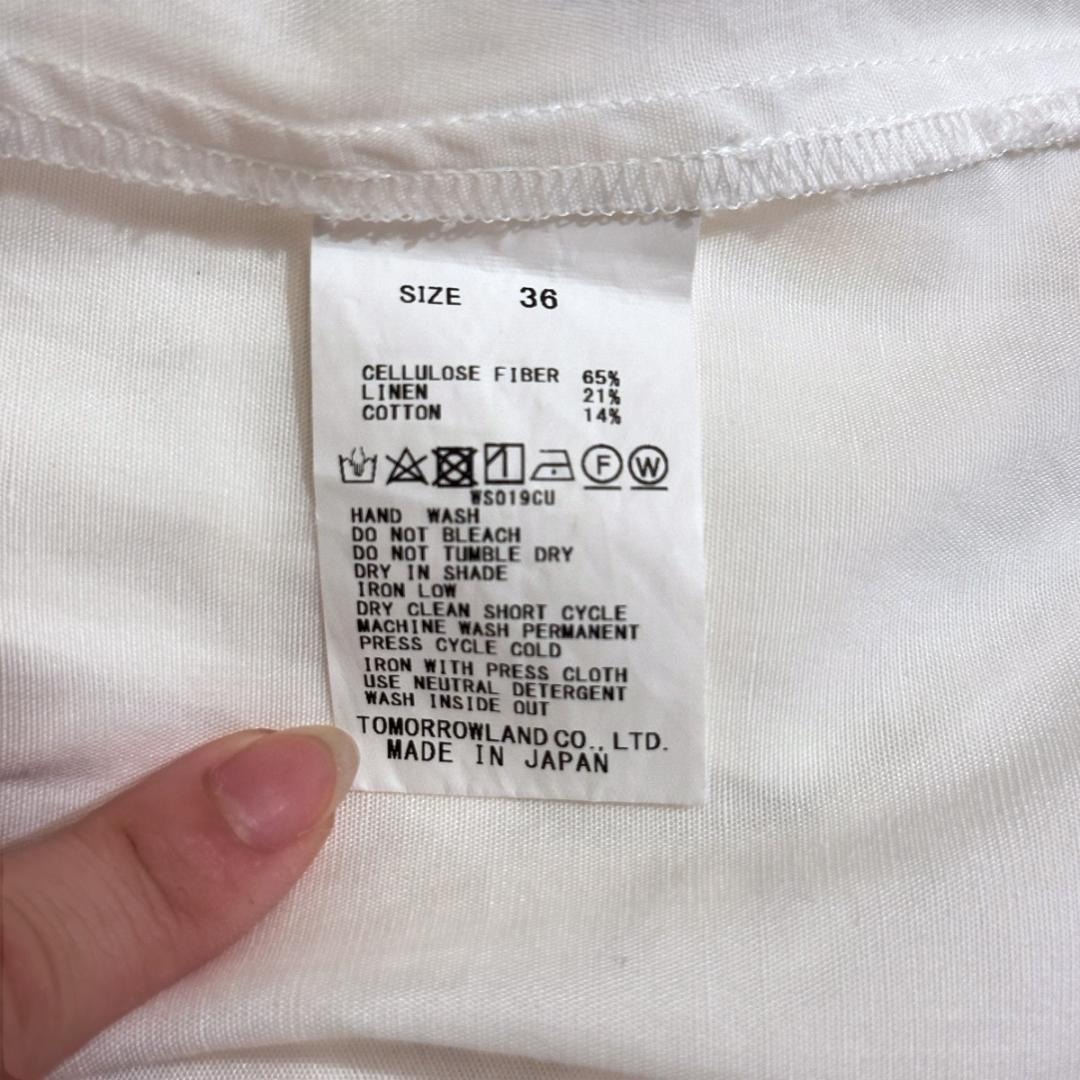 SIZE 36
CELLULOSE FIBER 65%
LINEN 21%
COTTON 14%
F W
WS019CU
HAND WASH
DO NOT BLEACH
DO NOT TUMBLE DRY
DRY IN SHADE
IRON LOW
DRY CLEAN SHORT CYCLE
MACHINE WASH PERMANENT
PRESS CYCLE COLD
IRON WITH PRESS CLOTH
USE NEUTRAL DETERGENT
WASH INSIDE OUT
TOMORROWLAND CO., LTD.
MADE IN JAPAN